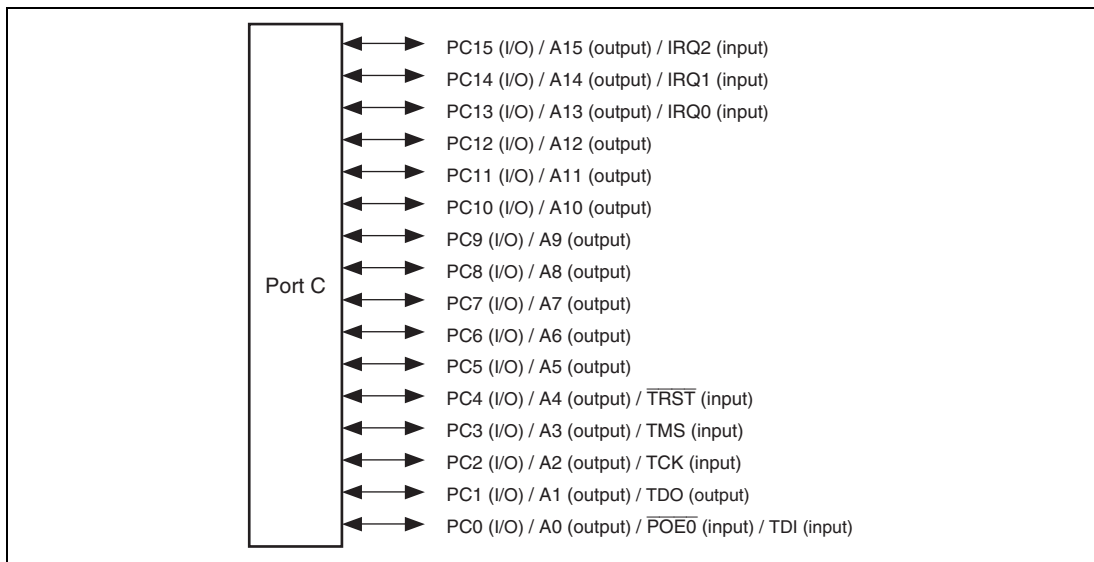 PC15 (I/O) / A15 (output) / IRQ2 (input)
PC14 (I/O) / A14 (output) / IRQ1 (input)
PC13 (I/O) / A13 (output) / IRQ0 (input)
PC12 (I/O) / A12 (output)
PC11 (I/O) / A11 (output)
PC10 (I/O) / A10 (output)
PC9 (I/O) / A9 (output)
PC8 (I/O) / A8 (output)
Port C
PC7 (I/O) / A7 (output)
PC6 (I/O) / A6 (output)
PC5 (I/O) / A5 (output)
PC4 (I/O) / A4 (output) / T̅R̅S̅T̅ (input)
PC3 (I/O) / A3 (output) / TMS (input)
PC2 (I/O) / A2 (output) / TCK (input)
PC1 (I/O) / A1 (output) / TDO (output)
PC0 (I/O) / A0 (output) / P̅O̅E̅0̅ (input) / TDI (input)